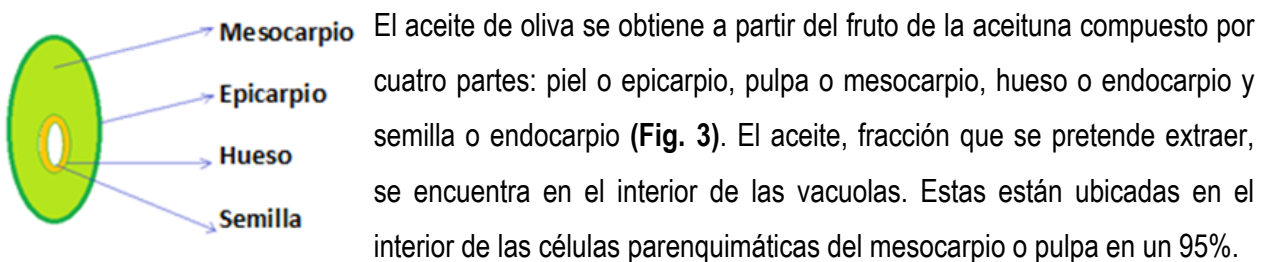 Mesocarpio
Epicarpio
Hueso
Semilla
El aceite de oliva se obtiene a partir del fruto de la aceituna compuesto por
cuatro partes: piel o epicarpio, pulpa o mesocarpio, hueso o endocarpio y
semilla o endocarpio (Fig. 3). El aceite, fracción que se pretende extraer,
se encuentra en el interior de las vacuolas. Estas están ubicadas en el
interior de las células parenquimáticas del mesocarpio o pulpa en un 95%.